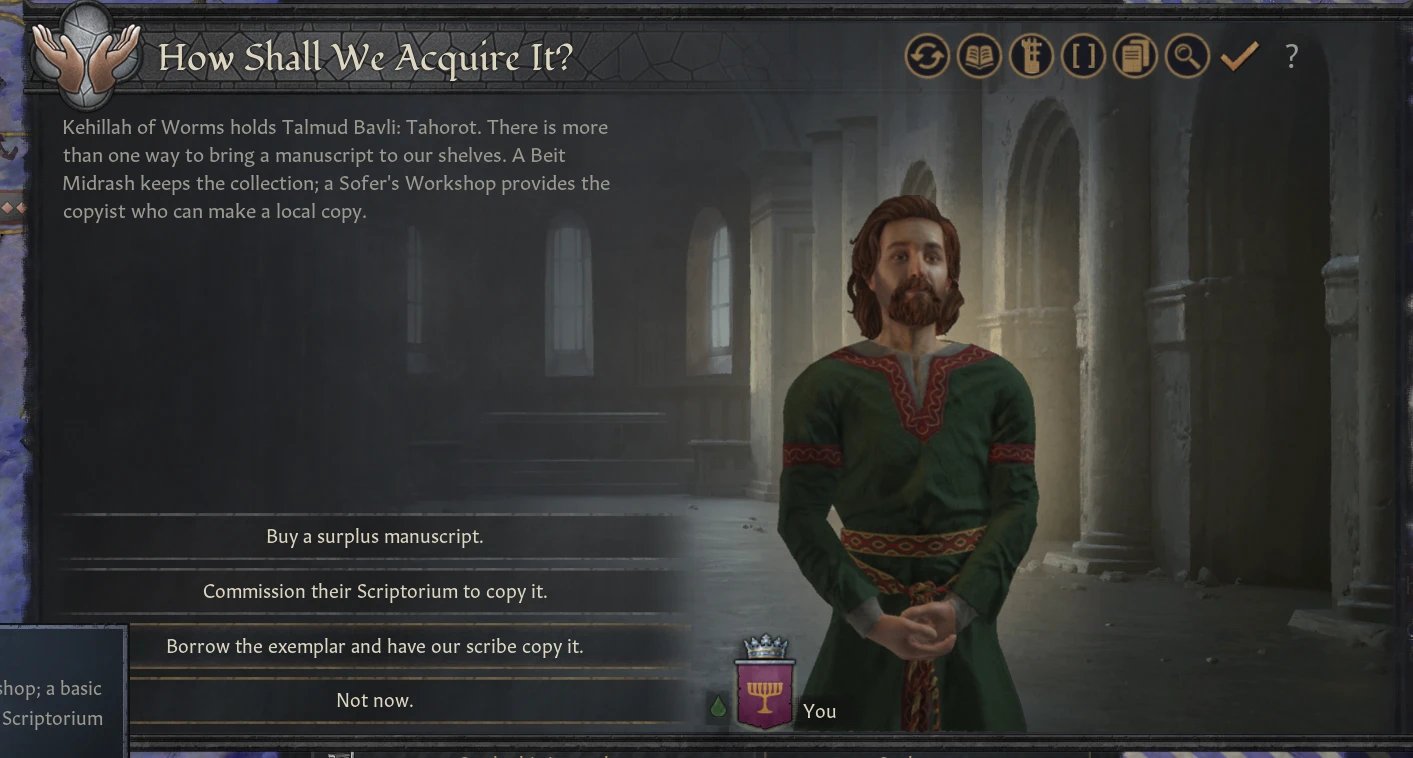 How Shall We Acquire It?
?
Kehillah of Worms holds Talmud Bavli: Tahorot. There is more
than one way to bring a manuscript to our shelves. A Beit
Midrash keeps the collection; a Sofer's Workshop provides the
copyist who can make a local copy.
Buy a surplus manuscript.
Commission their Scriptorium to copy it.
Borrow the exemplar and have our scribe copy it.
Not now.
shop; a basic
Scriptorium
You